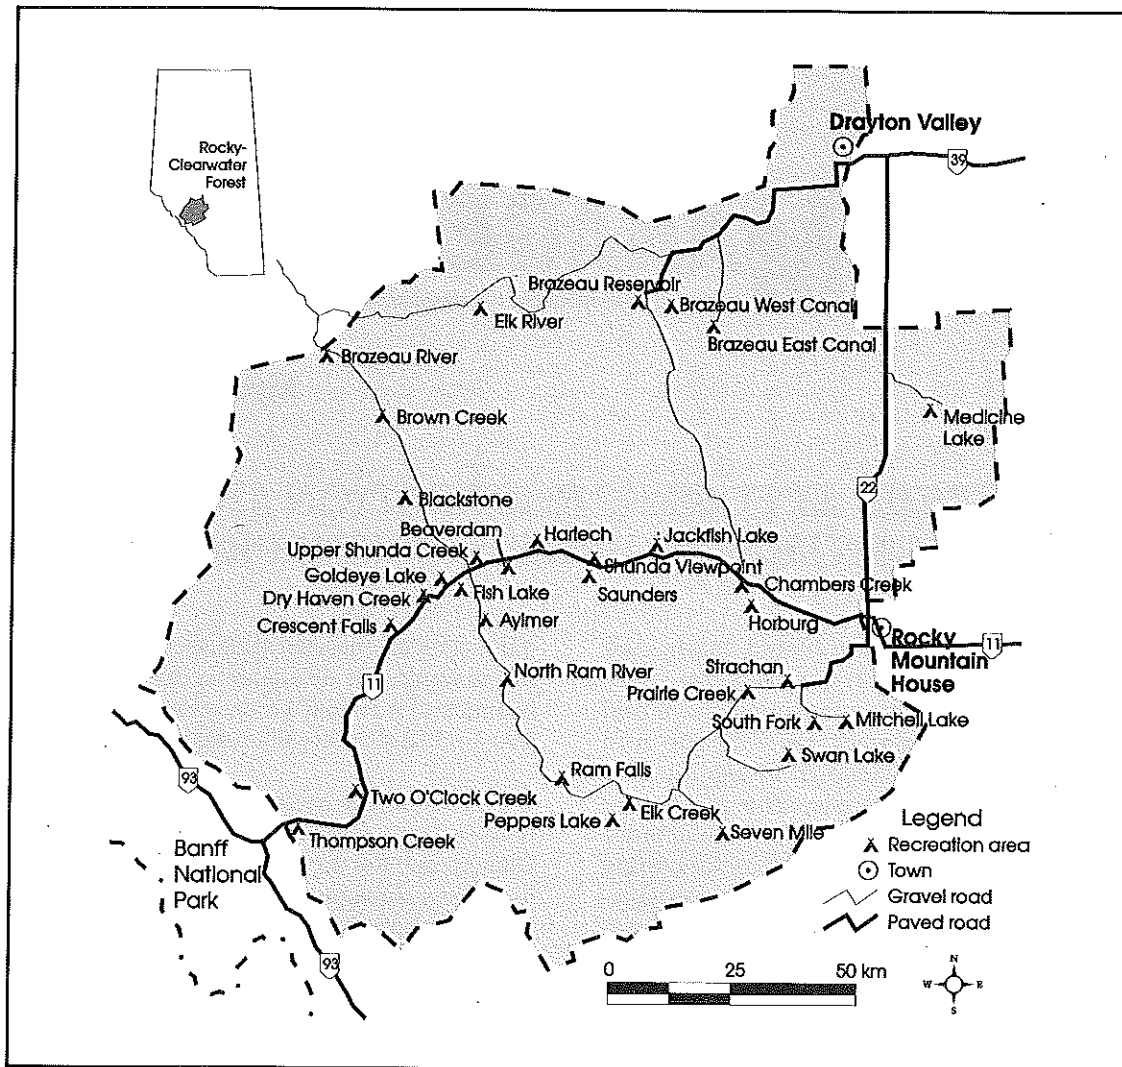 Rocky-
Clearwater
Forest
Drayton Valley
39
Brazeau Reservoir
Brazeau West Canal
Elk River
Brazeau East Canal
Brazeau River
Brown Creek
Medicine
Lake
Blackstone
22
Beaverdam
Harlech
Jackfish Lake
Upper Shunda Creek
Shunda Viewpoint
Goldeye Lake
Fish Lake
Saunders
Chambers Creek
Dry Haven Creek
Aylmer
Horburg
Crescent Falls
Rocky
Mountain
House
11
North Ram River
Strachan
11
Prairie Creek
South Fork
Mitchell Lake
Swan Lake
93
Ram Falls
Two O'Clock Creek
Elk Creek
Peppers Lake
Seven Mile
Thompson Creek
Banff
National
Park
93
Legend
Recreation area
Town
Gravel road
Paved road
0 25 50 km
N
W E
S